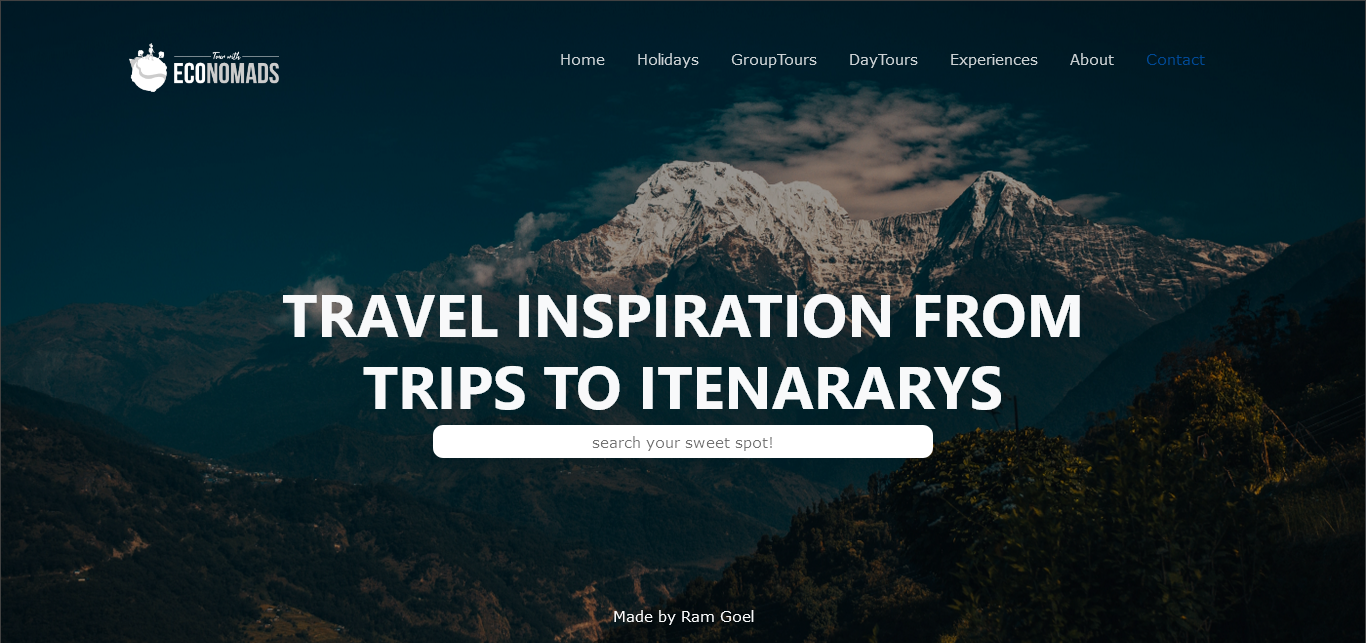 Tour with
ECONOMADS
Home Holidays GroupTours DayTours Experiences About Contact
TRAVEL INSPIRATION FROM
TRIPS TO ITENARARYS
search your sweet spot!
Made by Ram Goel